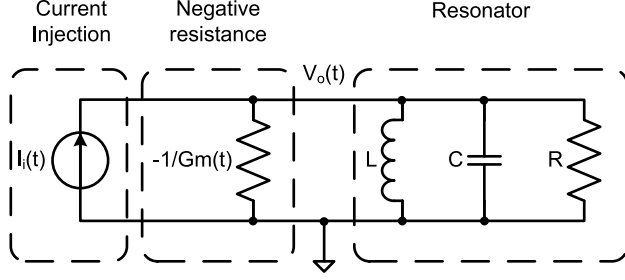 Current
Injection
Negative
resistance
Resonator
Vo(t)
Ii(t)
-1/Gm(t)
L
C
R